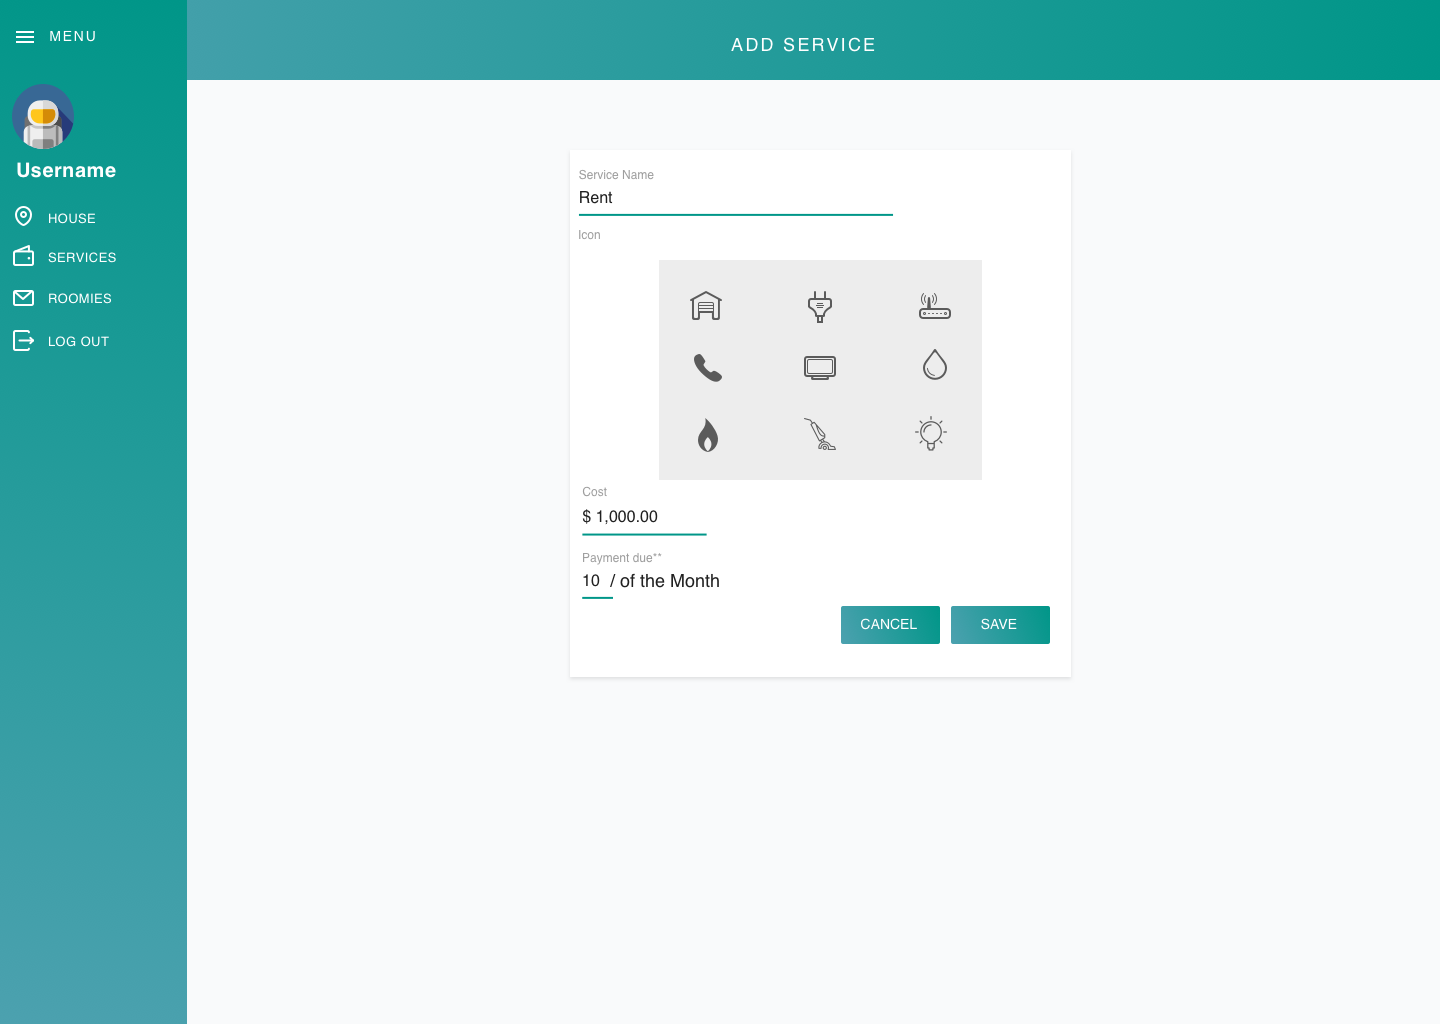 MENU
ADD SERVICE
Username
HOUSE
SERVICES
ROOMIES
LOG OUT
Service Name
Rent
Icon
Cost
$ 1,000.00
Payment due**
10 / of the Month
CANCEL
SAVE